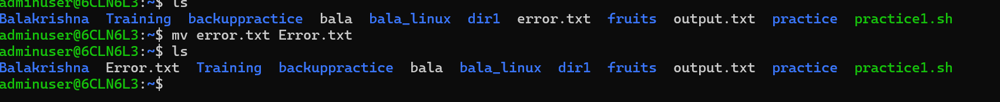 adminuser@6CLN6L3:~$ ls
Balakrishna  Training  backuppractice  bala  bala_linux  dir1  error.txt  fruits  output.txt  practice  practice1.sh
adminuser@6CLN6L3:~$ mv error.txt Error.txt
adminuser@6CLN6L3:~$ ls
Balakrishna  Error.txt  Training  backuppractice  bala  bala_linux  dir1  fruits  output.txt  practice  practice1.sh
adminuser@6CLN6L3:~$